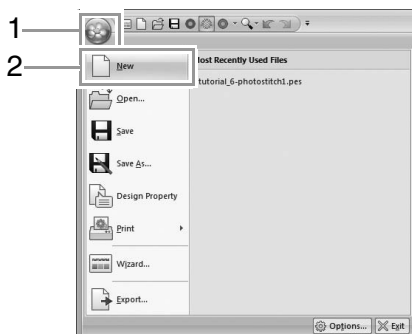 1
2
New
Most Recently Used Files
tutorial_6-photostitch1.pes
Open...
Save
Save As...
Design Property
Print
Wizard...
Export...
Options... Exit